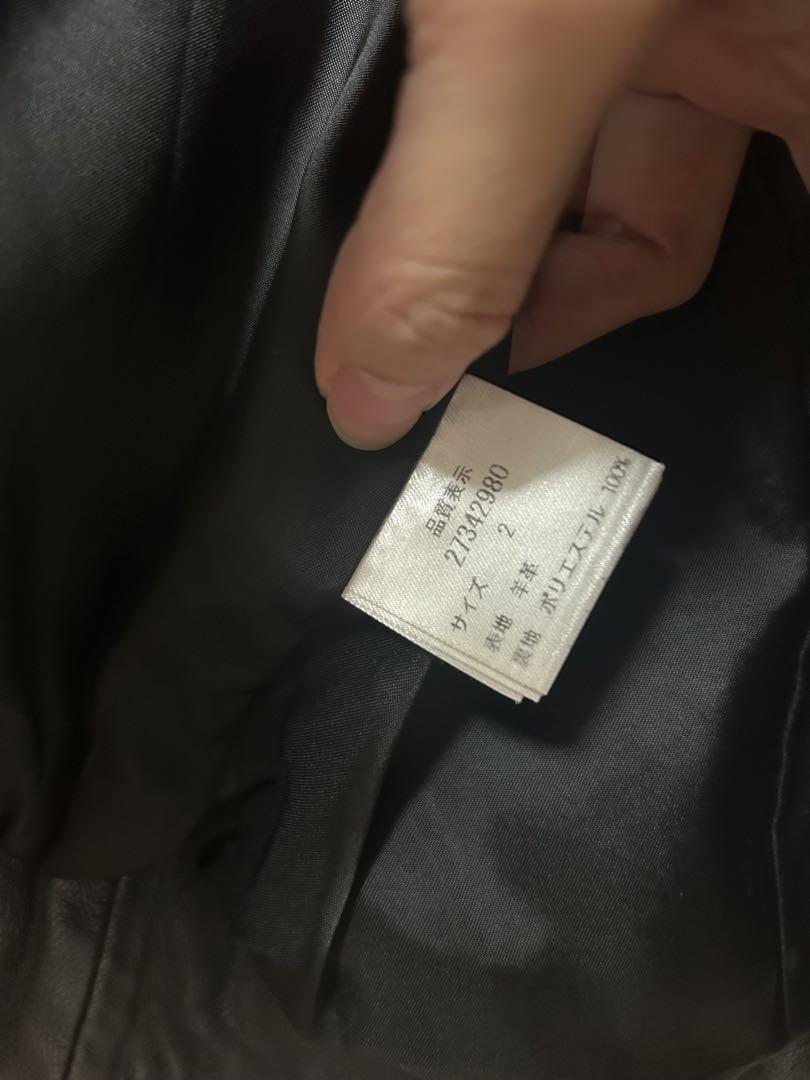 品質表示
27342980
サイズ 2
表地 羊革
裏地 ポリエステル 100%